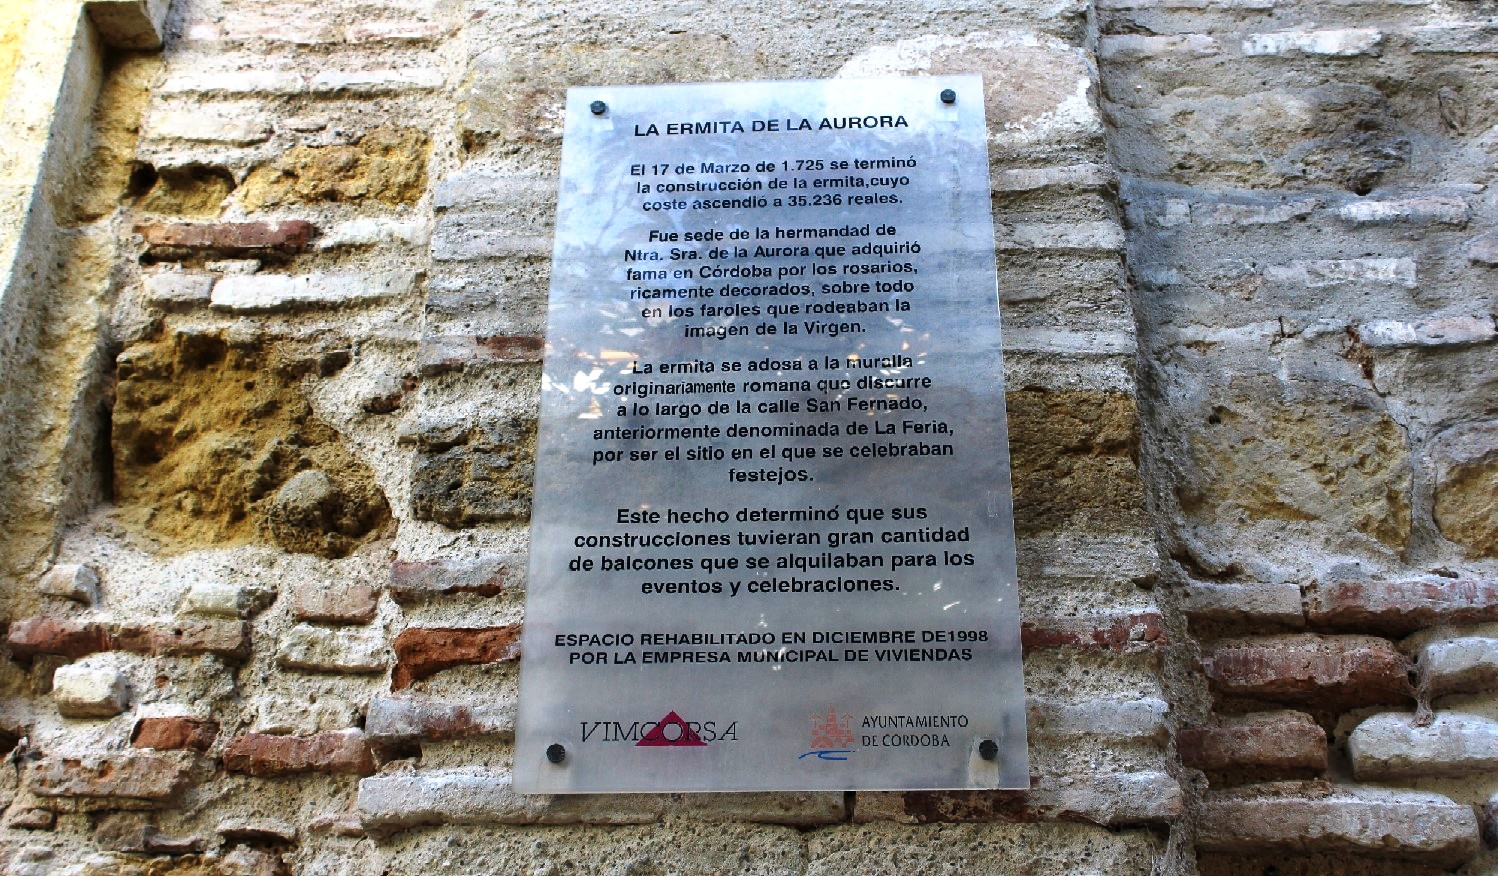 LA ERMITA DE LA AURORA
El 17 de Marzo de 1.725 se terminó
la construcción de la ermita,cuyo
coste ascendió a 35.236 reales.
Fue sede de la hermandad de
Ntra. Sra. de la Aurora que adquirió
fama en Córdoba por los rosarios,
ricamente decorados, sobre todo
en los faroles que rodeaban la
imagen de la Virgen.
La ermita se adosa a la muralla
originariamente romana que discurre
a lo largo de la calle San Fernado,
anteriormente denominada de La Feria,
por ser el sitio en el que se celebraban
festejos.
Este hecho determinó que sus
construcciones tuvieran gran cantidad
de balcones que se alquilaban para los
eventos y celebraciones.
ESPACIO REHABILITADO EN DICIEMBRE DE1998
POR LA EMPRESA MUNICIPAL DE VIVIENDAS
VIMCORSA
AYUNTAMIENTO
DE CORDOBA